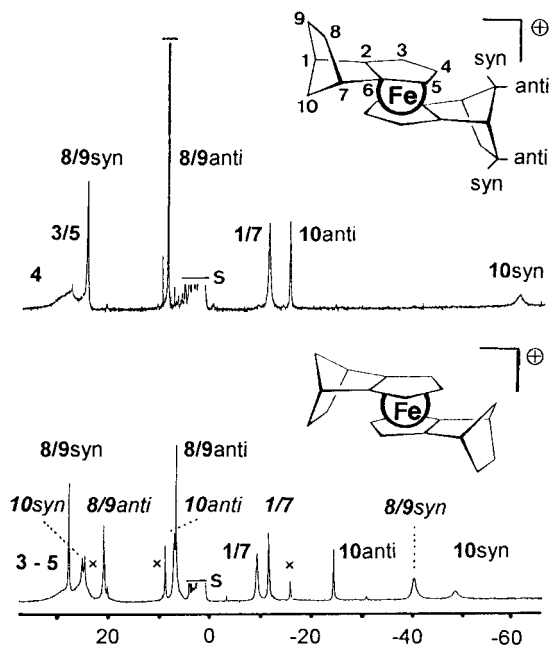 9
8
⊕
1
2
3
4
syn
anti
10
7
6
5
Fe
anti
syn
8/9syn
8/9anti
3/5
4
S
1/7
10anti
10syn
⊕
Fe
8/9syn
8/9anti
10syn
8/9anti
10anti
1/7
8/9syn
3 - 5
×
×
S
1/7
×
10anti
10syn
20
0
-20
-40
-60